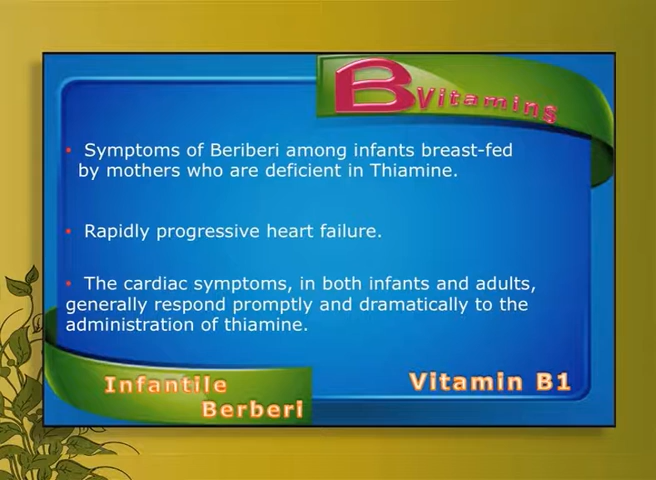 B Vitamins
• Symptoms of Beriberi among infants breast-fed
by mothers who are deficient in Thiamine.
• Rapidly progressive heart failure.
• The cardiac symptoms, in both infants and adults,
generally respond promptly and dramatically to the
administration of thiamine.
Infantile
Berberi
Vitamin B1